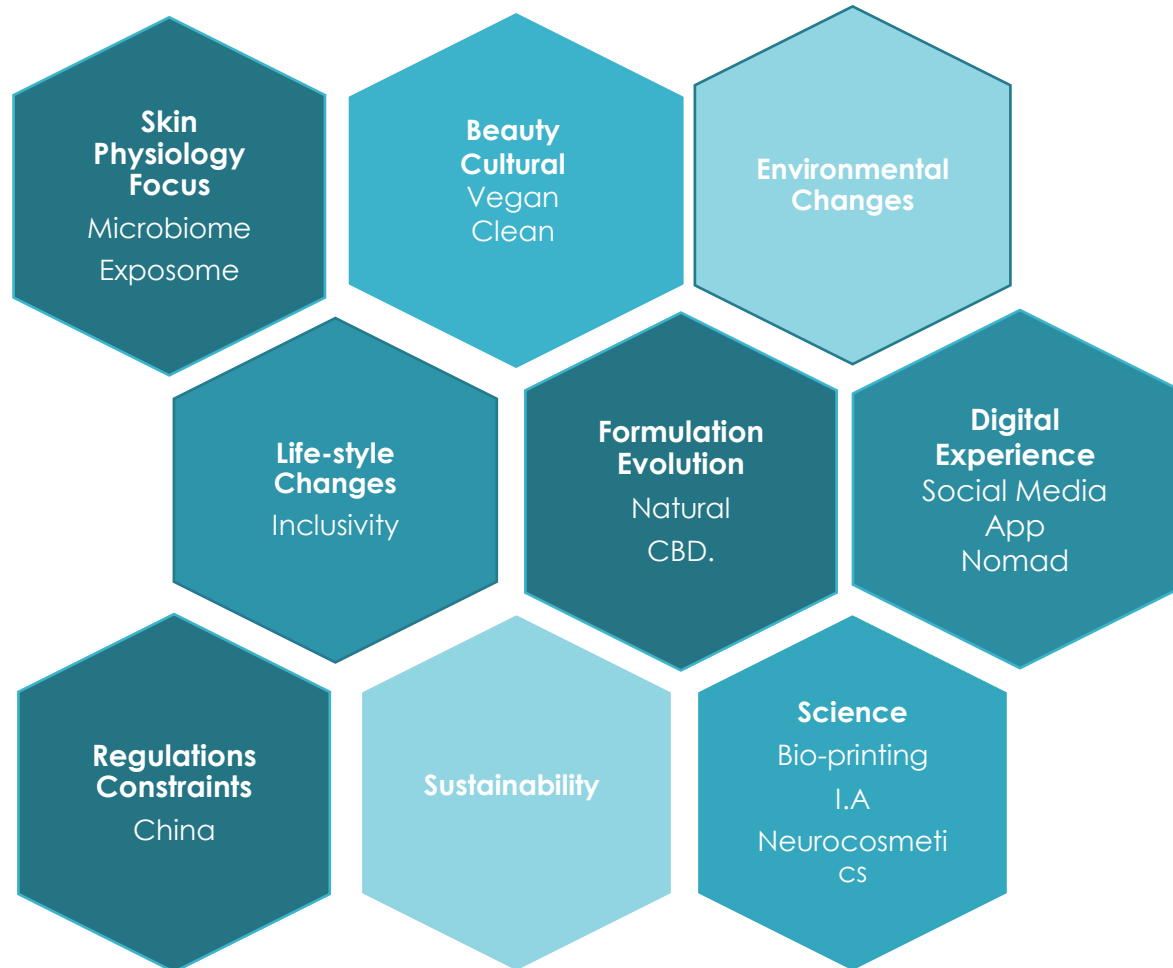 Skin
Physiology
Focus
Microbiome
Exposome
Beauty
Cultural
Vegan
Clean
Environmental
Changes
Life-style
Changes
Inclusivity
Formulation
Evolution
Natural
CBD.
Digital
Experience
Social Media
App
Nomad
Regulations
Constraints
China
Sustainability
Science
Bio-printing
I.A
Neurocosmeti
cs